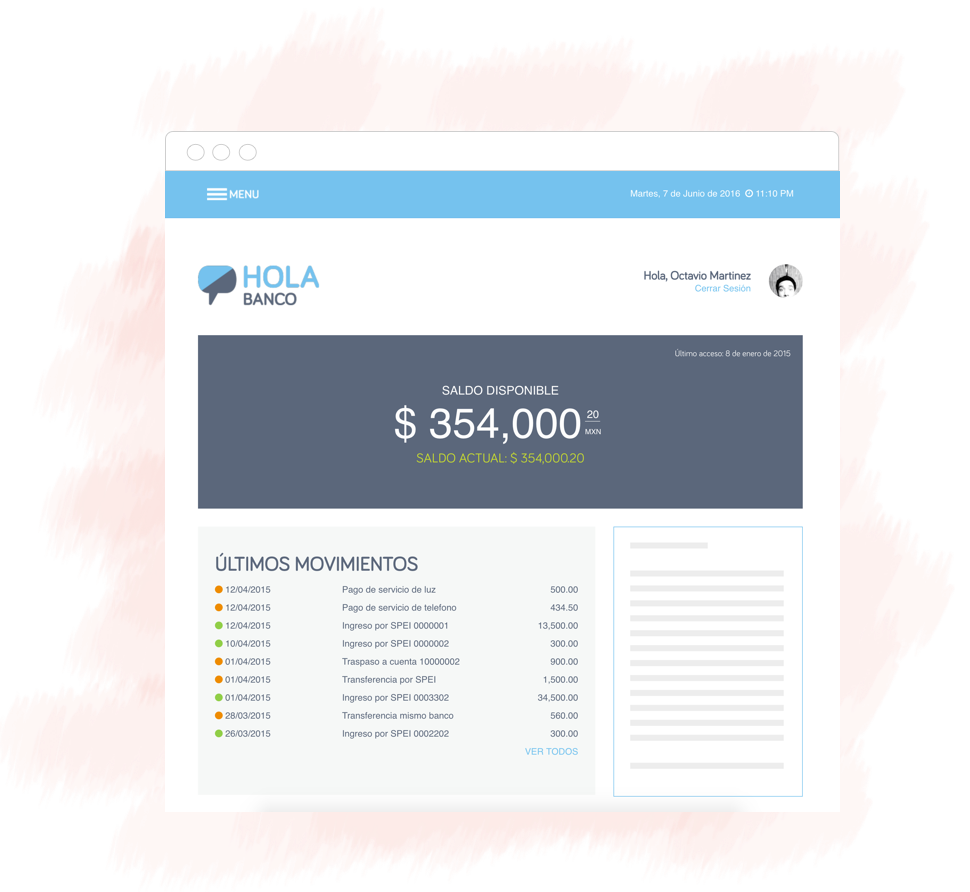 MENU
Martes, 7 de Junio de 2016 11:10 PM
HOLA
BANCO
Hola, Octavio Martinez
Cerrar Sesión
Último acceso: 8 de enero de 2015
SALDO DISPONIBLE
$ 354,000 20
MXN
SALDO ACTUAL: $ 354,000.20
ÚLTIMOS MOVIMIENTOS
12/04/2015 Pago de servicio de luz 500.00
12/04/2015 Pago de servicio de telefono 434.50
12/04/2015 Ingreso por SPEI 0000001 13,500.00
10/04/2015 Ingreso por SPEI 0000002 300.00
01/04/2015 Traspaso a cuenta 10000002 900.00
01/04/2015 Transferencia por SPEI 1,500.00
01/04/2015 Ingreso por SPEI 0003302 34,500.00
28/03/2015 Transferencia mismo banco 560.00
26/03/2015 Ingreso por SPEI 0002202 300.00
VER TODOS